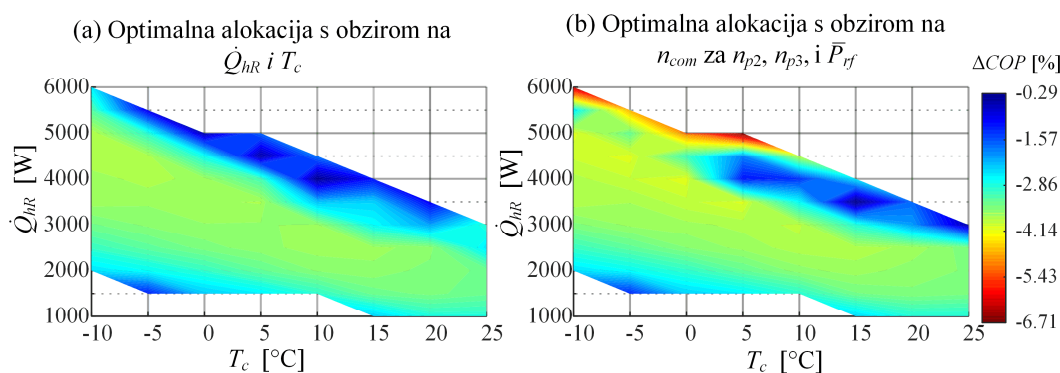 (a) Optimalna alokacija s obzirom na
Q̇hR i Tc
(b) Optimalna alokacija s obzirom na
ncom za np2, np3, i P̄rf
ΔCOP [%]
6000
5000
4000
3000
2000
1000
Q̇hR [W]
-10 -5 0 5 10 15 20 25
Tc [°C]
6000
5000
4000
3000
2000
1000
Q̇hR [W]
-10 -5 0 5 10 15 20 25
Tc [°C]
-0.29
-1.57
-2.86
-4.14
-5.43
-6.71